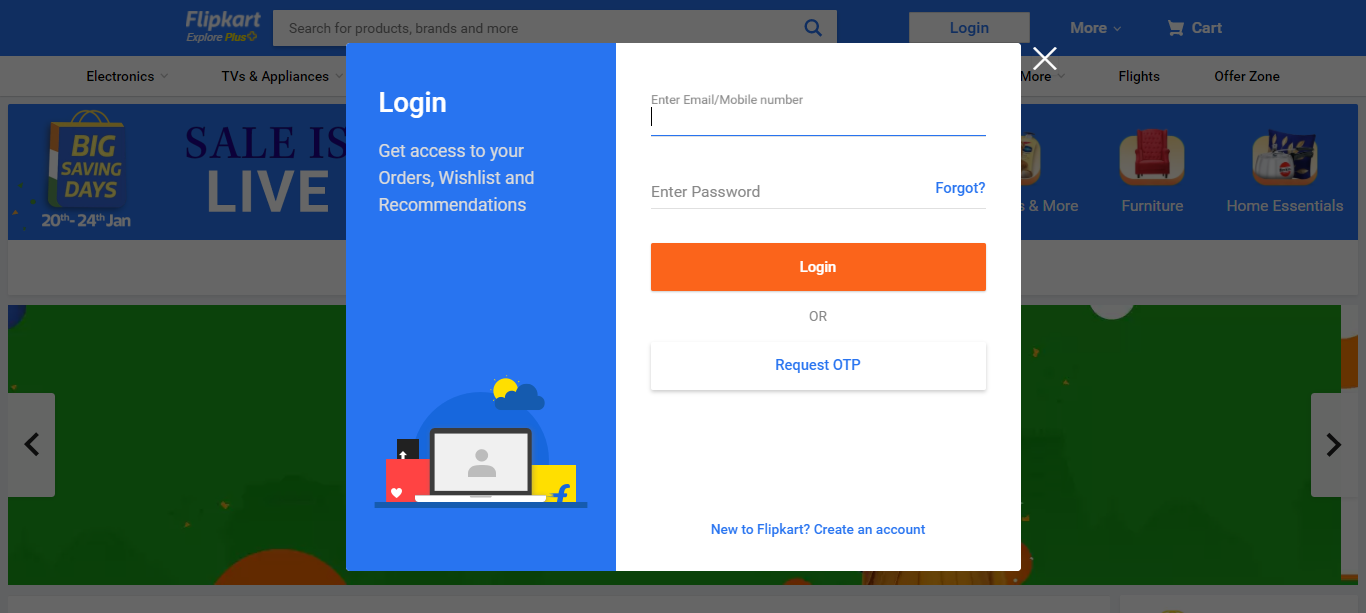 Flipkart
Explore Plus
Search for products, brands and more
Login
More
Cart
Electronics
TVs & Appliances
More
Flights
Offer Zone
BIG
SAVING
DAYS
20th - 24th Jan
SALE IS
LIVE
s & More
Furniture
Home Essentials
Login
Get access to your
Orders, Wishlist and
Recommendations
Enter Email/Mobile number
Enter Password
Forgot?
Login
OR
Request OTP
New to Flipkart? Create an account